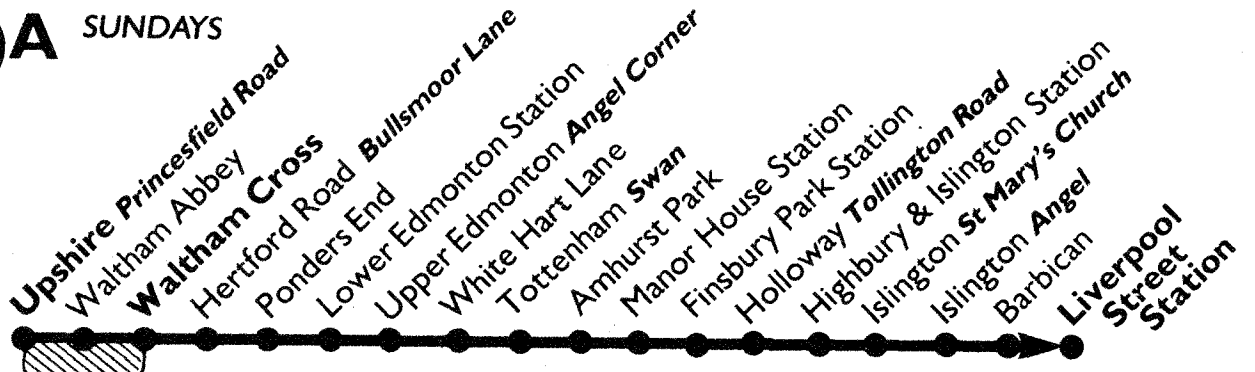 A SUNDAYS
Upshire Princesfield Road
Waltham Abbey
Waltham Cross
Hertford Road Bullsmoor Lane
Ponders End
Lower Edmonton Station
Upper Edmonton Angel Corner
White Hart Lane
Tottenham Swan
Amhurst Park
Manor House Station
Finsbury Park Station
Holloway Tollington Road
Highbury & Islington Station
Islington St Mary's Church
Islington Angel
Barbican
Liverpool
Street
Station